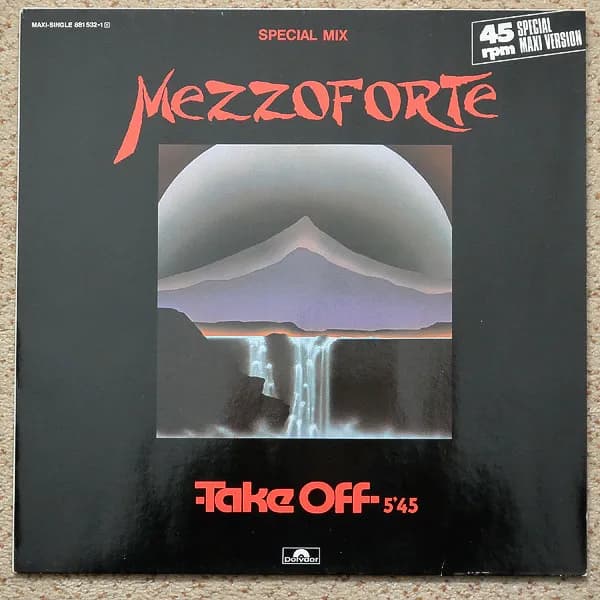 MAXI-SINGLE 881 532-1
SPECIAL MIX
45 rpm
SPECIAL
MAXI VERSION
MEZZOFORTE
-Take Off- 5'45
Polydor